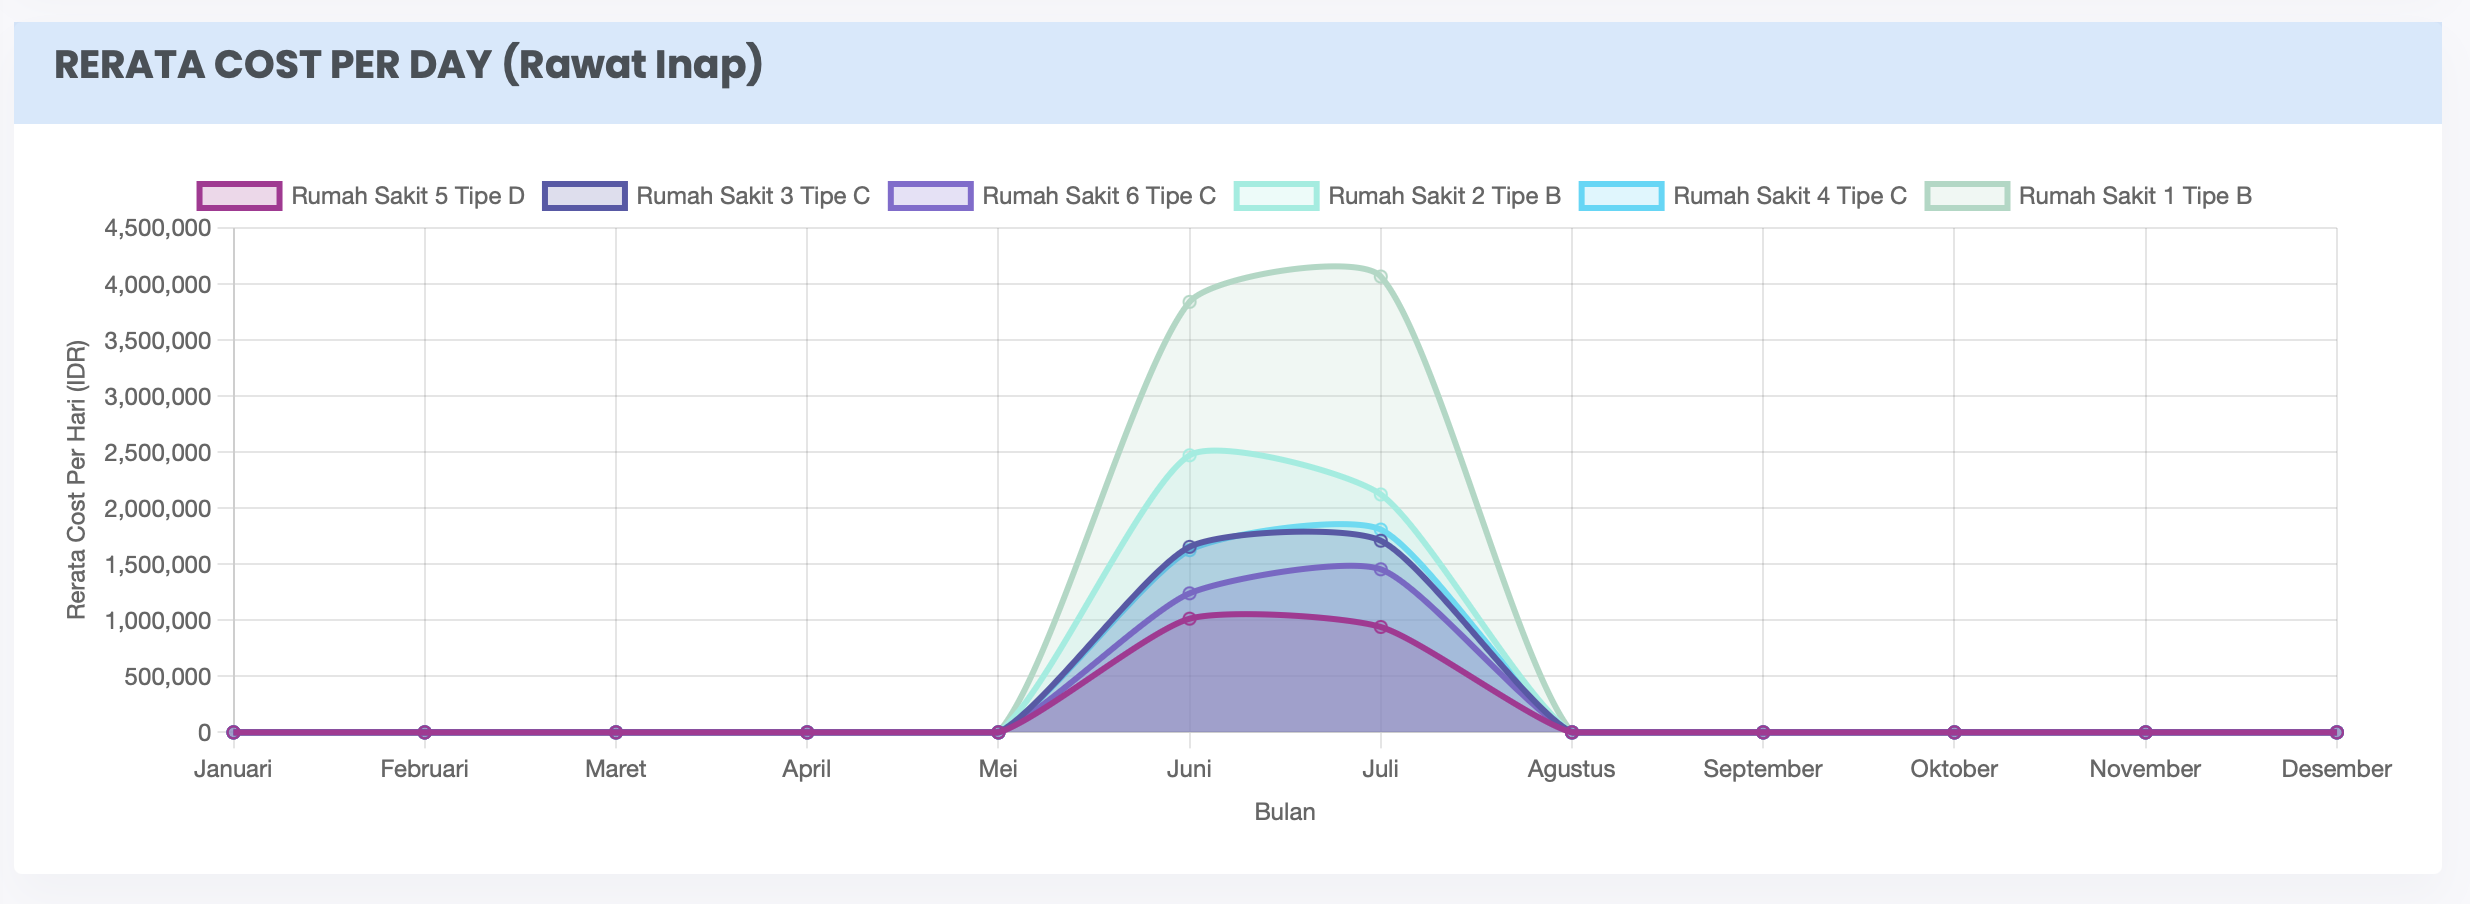 RERATA COST PER DAY (Rawat Inap)
Rumah Sakit 5 Tipe D Rumah Sakit 3 Tipe C Rumah Sakit 6 Tipe C Rumah Sakit 2 Tipe B Rumah Sakit 4 Tipe C Rumah Sakit 1 Tipe B
Rerata Cost Per Hari (IDR)
4,500,000
4,000,000
3,500,000
3,000,000
2,500,000
2,000,000
1,500,000
1,000,000
500,000
0
Januari Februari Maret April Mei Juni Juli Agustus September Oktober November Desember
Bulan